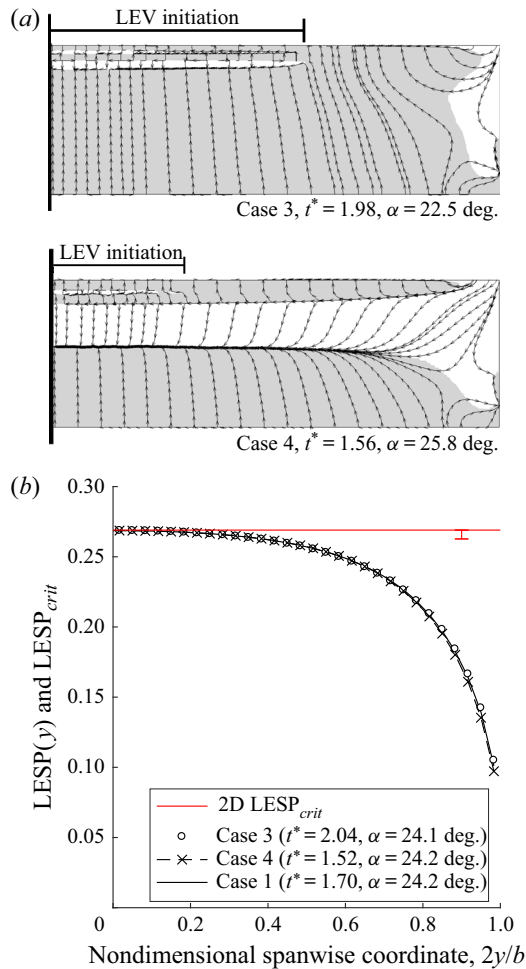 (a)
LEV initiation
Case 3, t* = 1.98, α = 22.5 deg.
LEV initiation
Case 4, t* = 1.56, α = 25.8 deg.
(b)
0.30
0.25
0.20
0.15
0.10
0.05
LESP(y) and LESPcrit
2D LESPcrit
Case 3 (t* = 2.04, α = 24.1 deg.)
Case 4 (t* = 1.52, α = 24.2 deg.)
Case 1 (t* = 1.70, α = 24.2 deg.)
0 0.2 0.4 0.6 0.8 1.0
Nondimensional spanwise coordinate, 2y/b